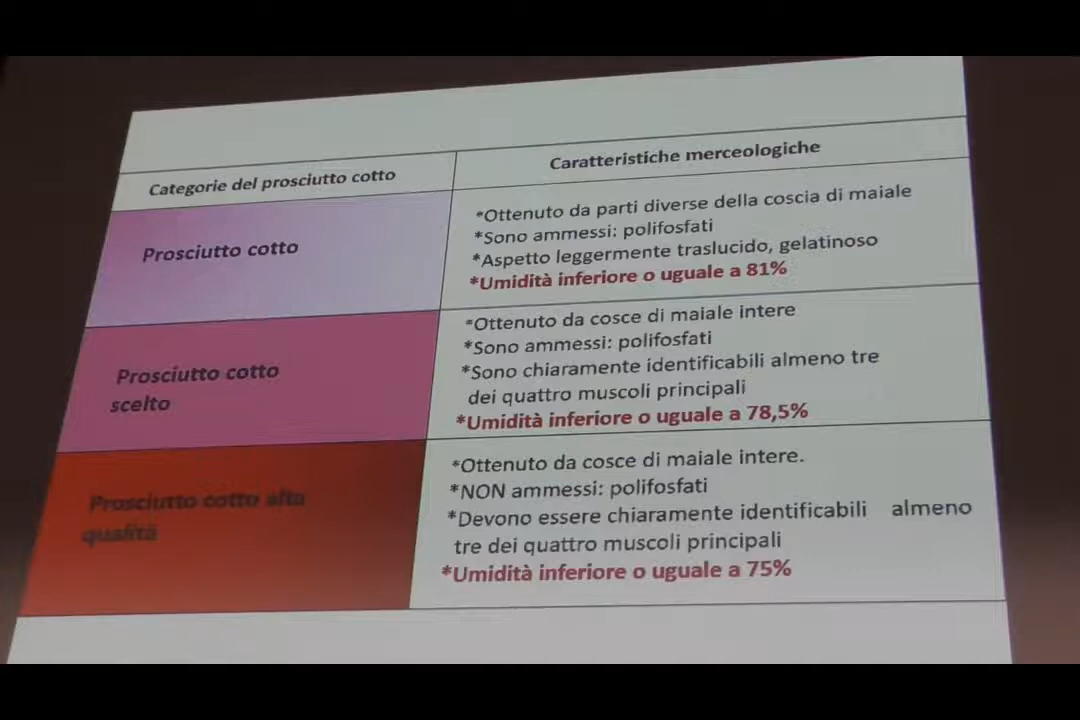 Categorie del prosciutto cotto
Caratteristiche merceologiche
Prosciutto cotto
*Ottenuto da parti diverse della coscia di maiale
*Sono ammessi: polifosfati
*Aspetto leggermente traslucido, gelatinoso
*Umidità inferiore o uguale a 81%
Prosciutto cotto
scelto
*Ottenuto da cosce di maiale intere
*Sono ammessi: polifosfati
*Sono chiaramente identificabili almeno tre
dei quattro muscoli principali
*Umidità inferiore o uguale a 78,5%
Prosciutto cotto alta
qualità
*Ottenuto da cosce di maiale intere.
*NON ammessi: polifosfati
*Devono essere chiaramente identificabili almeno
tre dei quattro muscoli principali
*Umidità inferiore o uguale a 75%